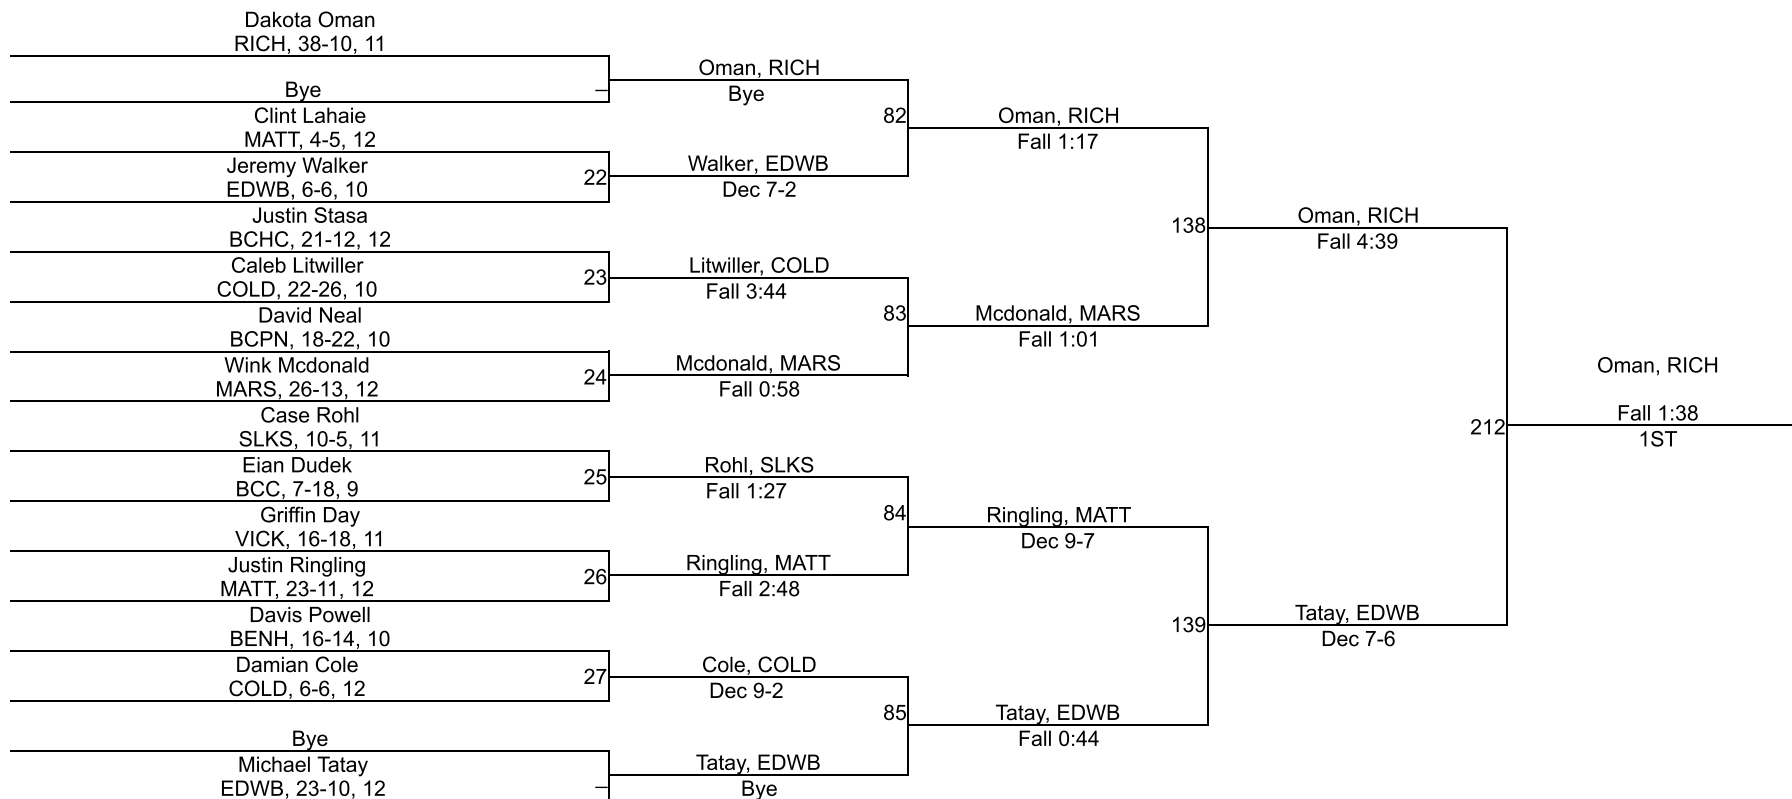 Dakota Oman
RICH, 38-10, 11
Bye
Clint Lahaie
MATT, 4-5, 12
Jeremy Walker
EDWB, 6-6, 10
Justin Stasa
BCHC, 21-12, 12
Caleb Litwiller
COLD, 22-26, 10
David Neal
BCPN, 18-22, 10
Wink Mcdonald
MARS, 26-13, 12
Case Rohl
SLKS, 10-5, 11
Eian Dudek
BCC, 7-18, 9
Griffin Day
VICK, 16-18, 11
Justin Ringling
MATT, 23-11, 12
Davis Powell
BENH, 16-14, 10
Damian Cole
COLD, 6-6, 12
Bye
Michael Tatay
EDWB, 23-10, 12
–
22
23
24
25
26
27
–
Oman, RICH
Bye
Walker, EDWB
Dec 7-2
Litwiller, COLD
Fall 3:44
Mcdonald, MARS
Fall 0:58
Rohl, SLKS
Fall 1:27
Ringling, MATT
Fall 2:48
Cole, COLD
Dec 9-2
Tatay, EDWB
Bye
82
83
84
85
Oman, RICH
Fall 1:17
Mcdonald, MARS
Fall 1:01
Ringling, MATT
Dec 9-7
Tatay, EDWB
Fall 0:44
138
139
Oman, RICH
Fall 4:39
Tatay, EDWB
Dec 7-6
212
Oman, RICH
Fall 1:38
1ST